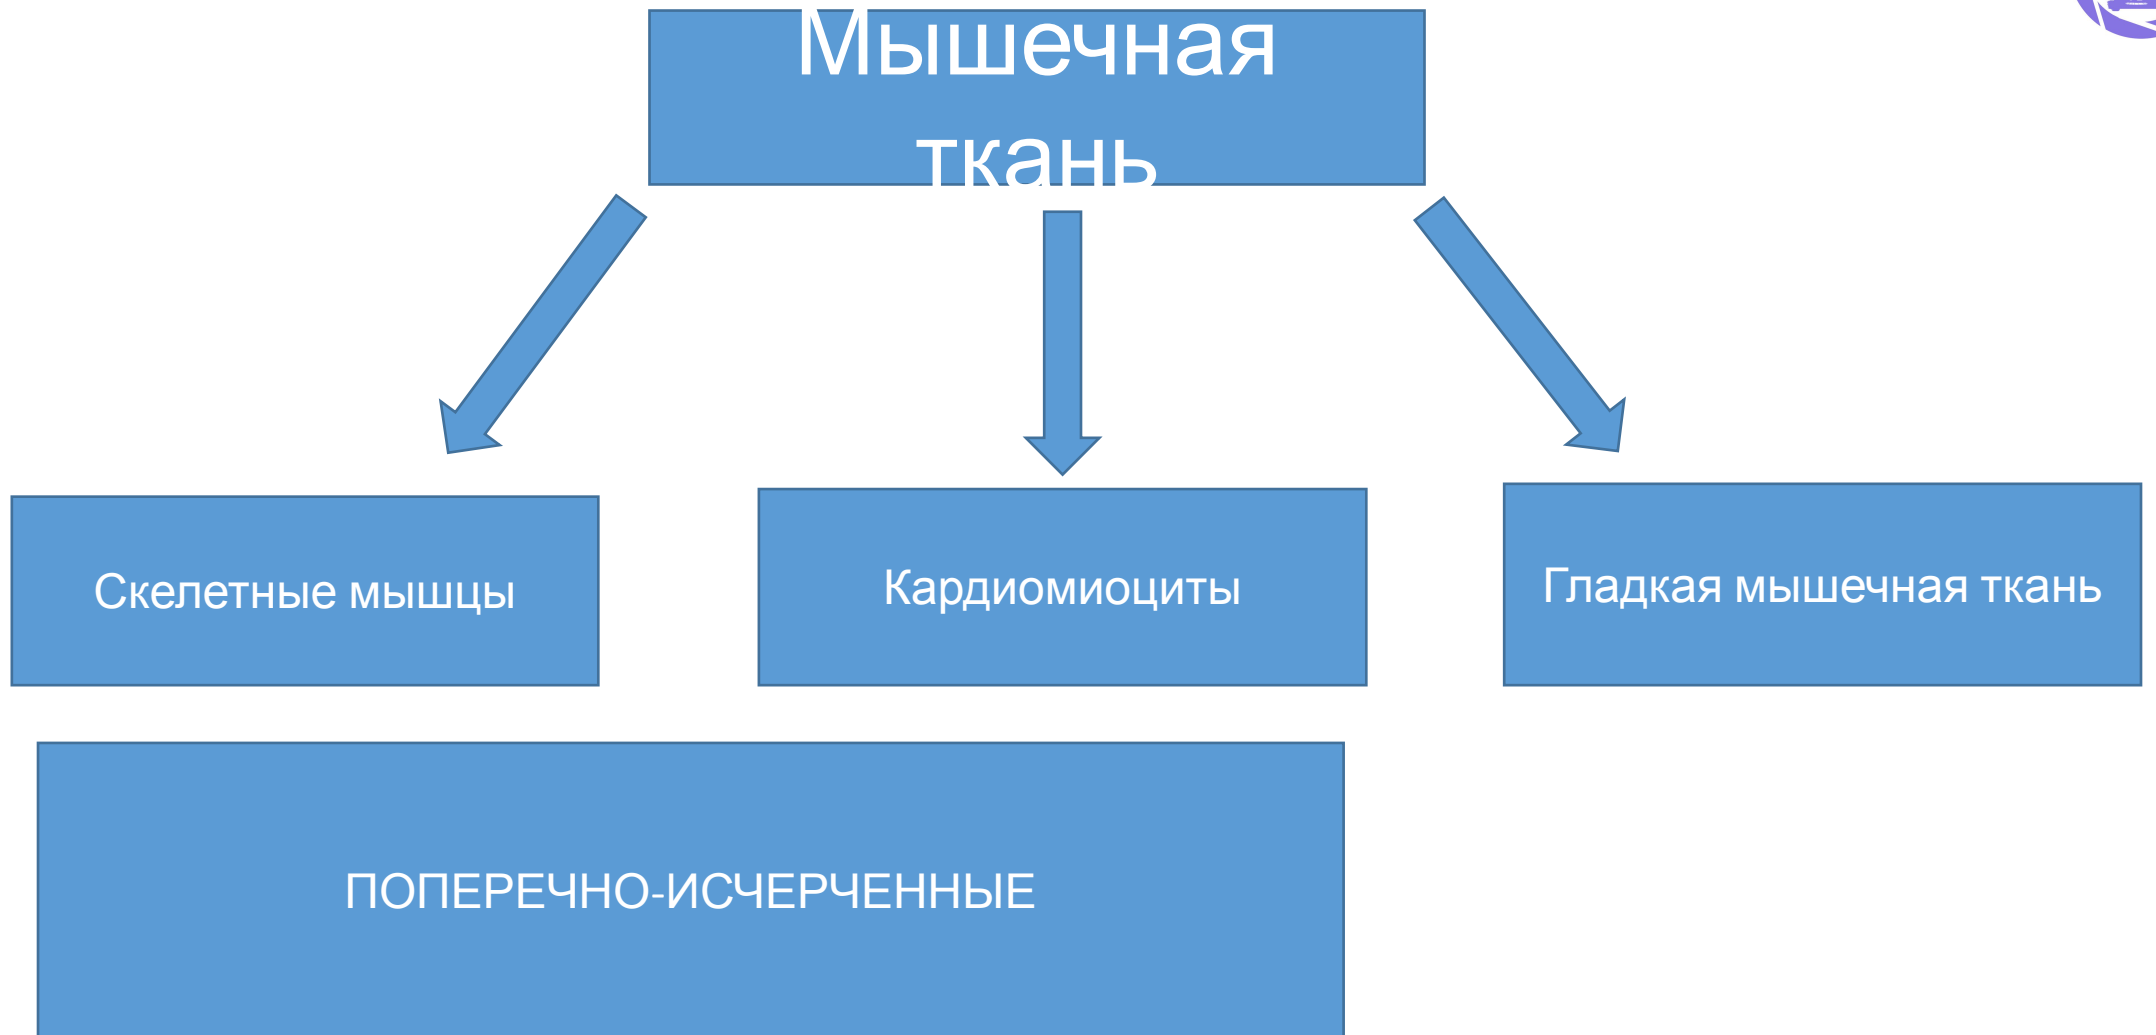 Мышечная
ткань
Скелетные мышцы
Кардиомиоциты
Гладкая мышечная ткань
ПОПЕРЕЧНО-ИСЧЕРЧЕННЫЕ